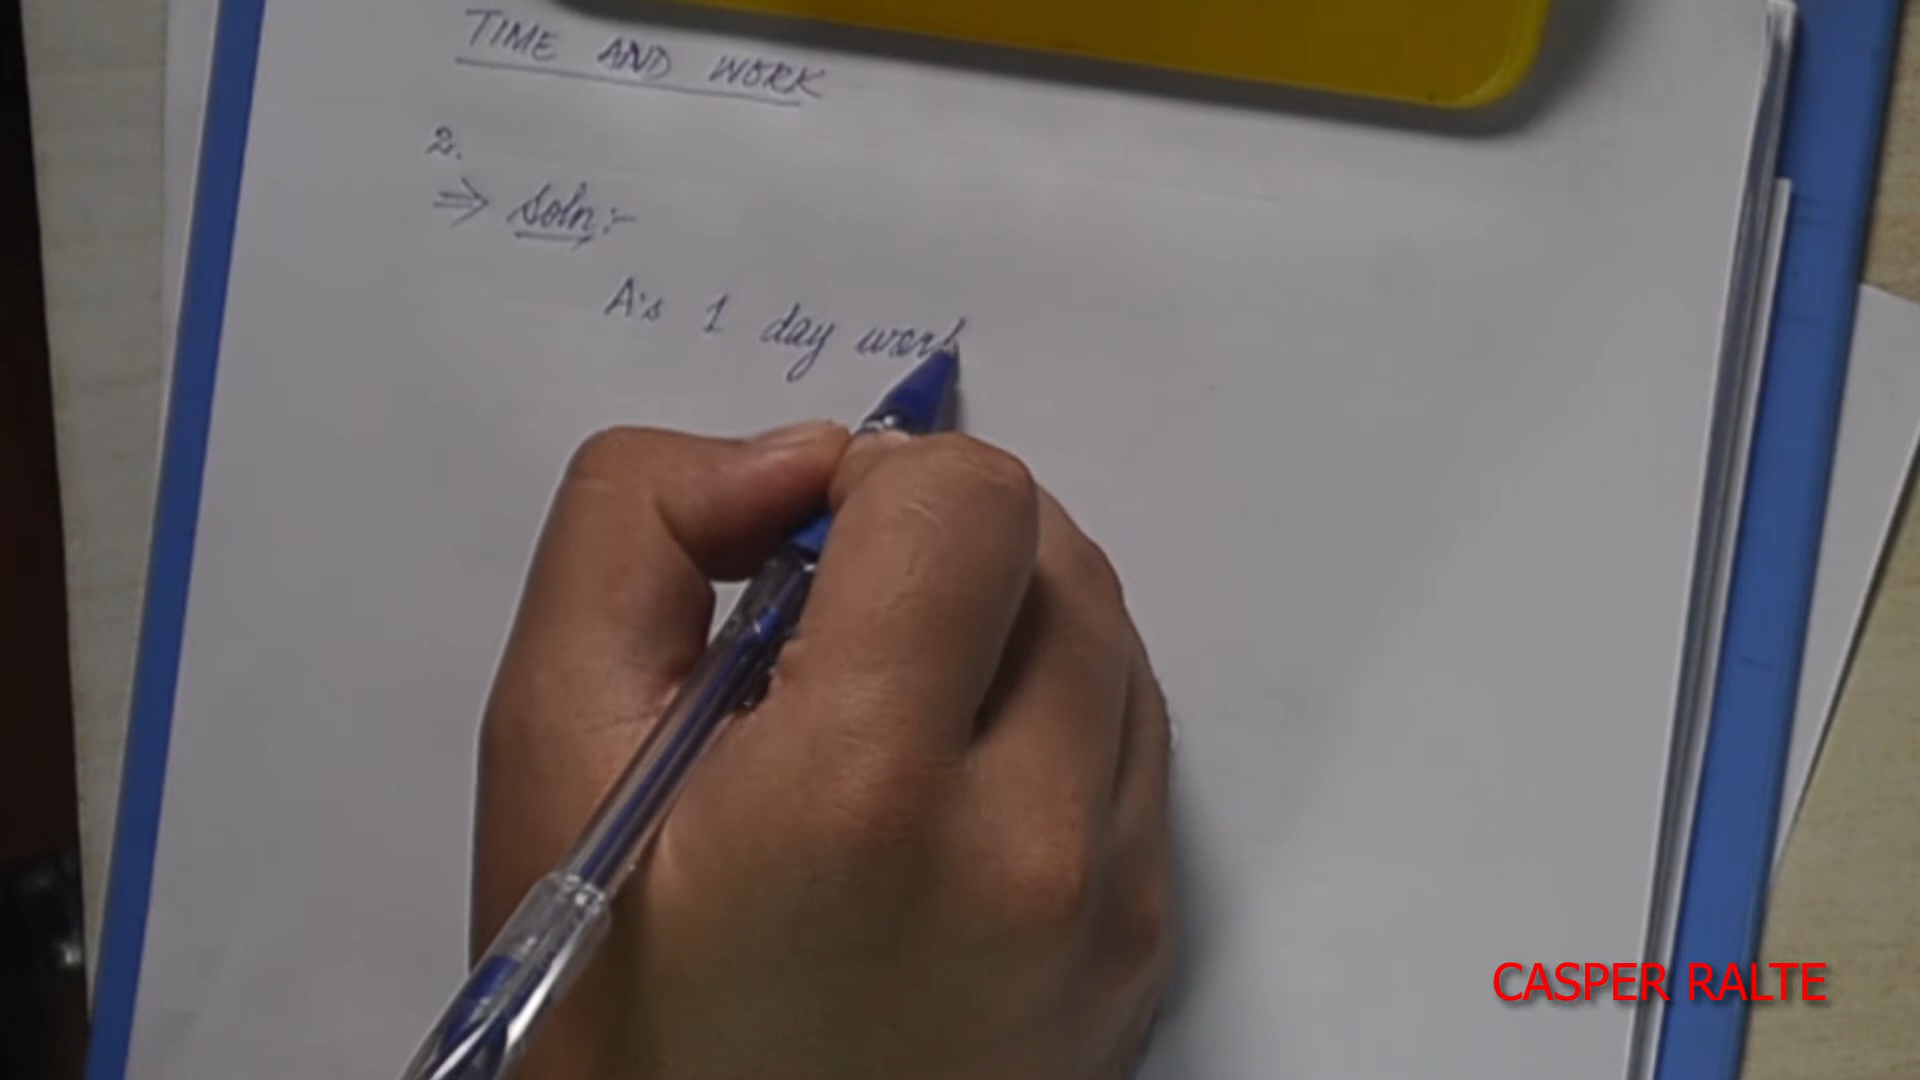 TIME AND WORK
2.
⇒ Soln:-
A's 1 day work
CASPER RALTE